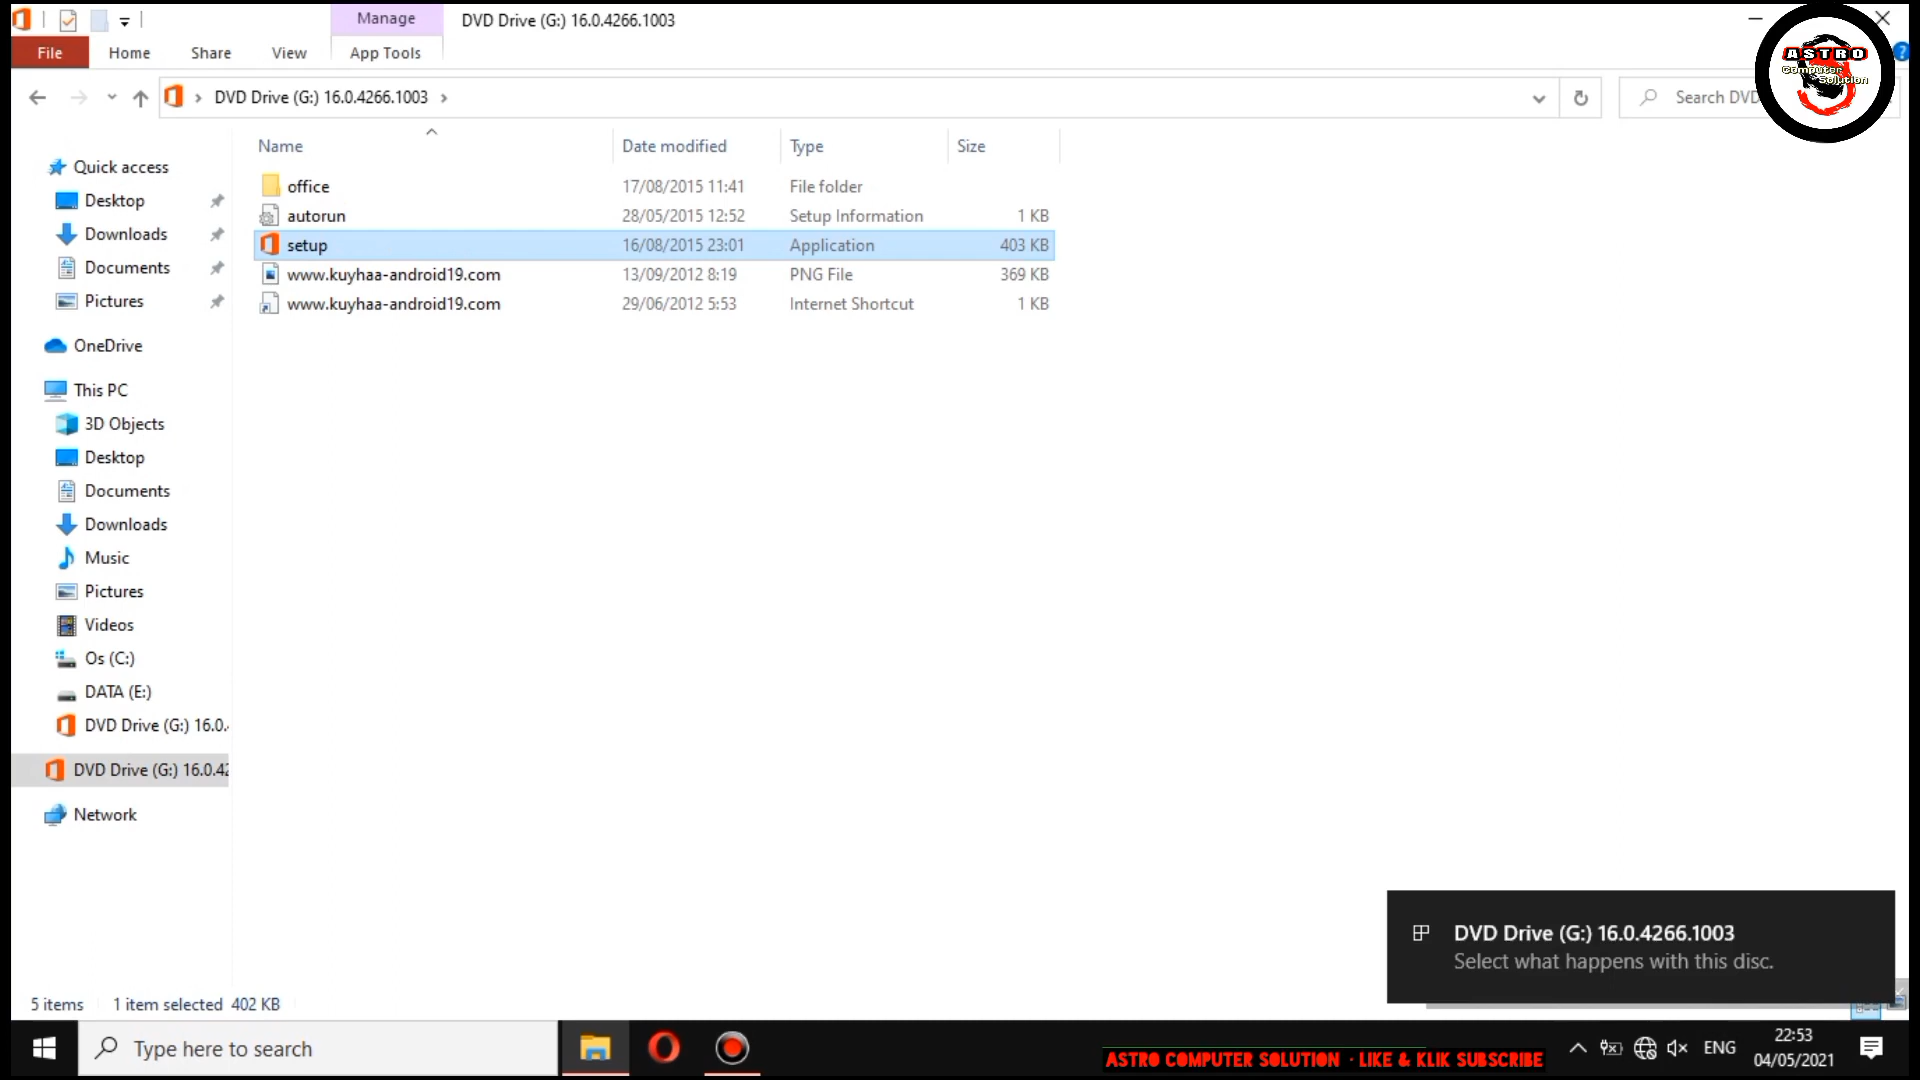 Manage
DVD Drive (G:) 16.0.4266.1003
File
Home
Share
View
App Tools
DVD Drive (G:) 16.0.4266.1003
Search DVD
ASTRO
Computer
Solution
Name
Date modified
Type
Size
office
17/08/2015 11:41
File folder
autorun
28/05/2015 12:52
Setup Information
1 KB
setup
16/08/2015 23:01
Application
403 KB
www.kuyhaa-android19.com
13/09/2012 8:19
PNG File
369 KB
www.kuyhaa-android19.com
29/06/2012 5:53
Internet Shortcut
1 KB
Quick access
Desktop
Downloads
Documents
Pictures
OneDrive
This PC
3D Objects
Desktop
Documents
Downloads
Music
Pictures
Videos
Os (C:)
DATA (E:)
DVD Drive (G:) 16.0.
DVD Drive (G:) 16.0.42
Network
DVD Drive (G:) 16.0.4266.1003
Select what happens with this disc.
5 items
1 item selected 402 KB
Type here to search
ASTRO COMPUTER SOLUTION · LIKE & KLIK SUBSCRIBE
ENG
22:53
04/05/2021